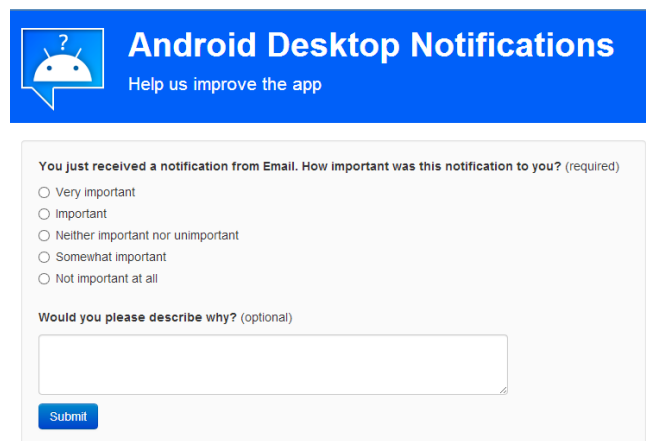 ?
Android Desktop Notifications
Help us improve the app
You just received a notification from Email. How important was this notification to you? (required)
Very important
Important
Neither important nor unimportant
Somewhat important
Not important at all
Would you please describe why? (optional)
Submit